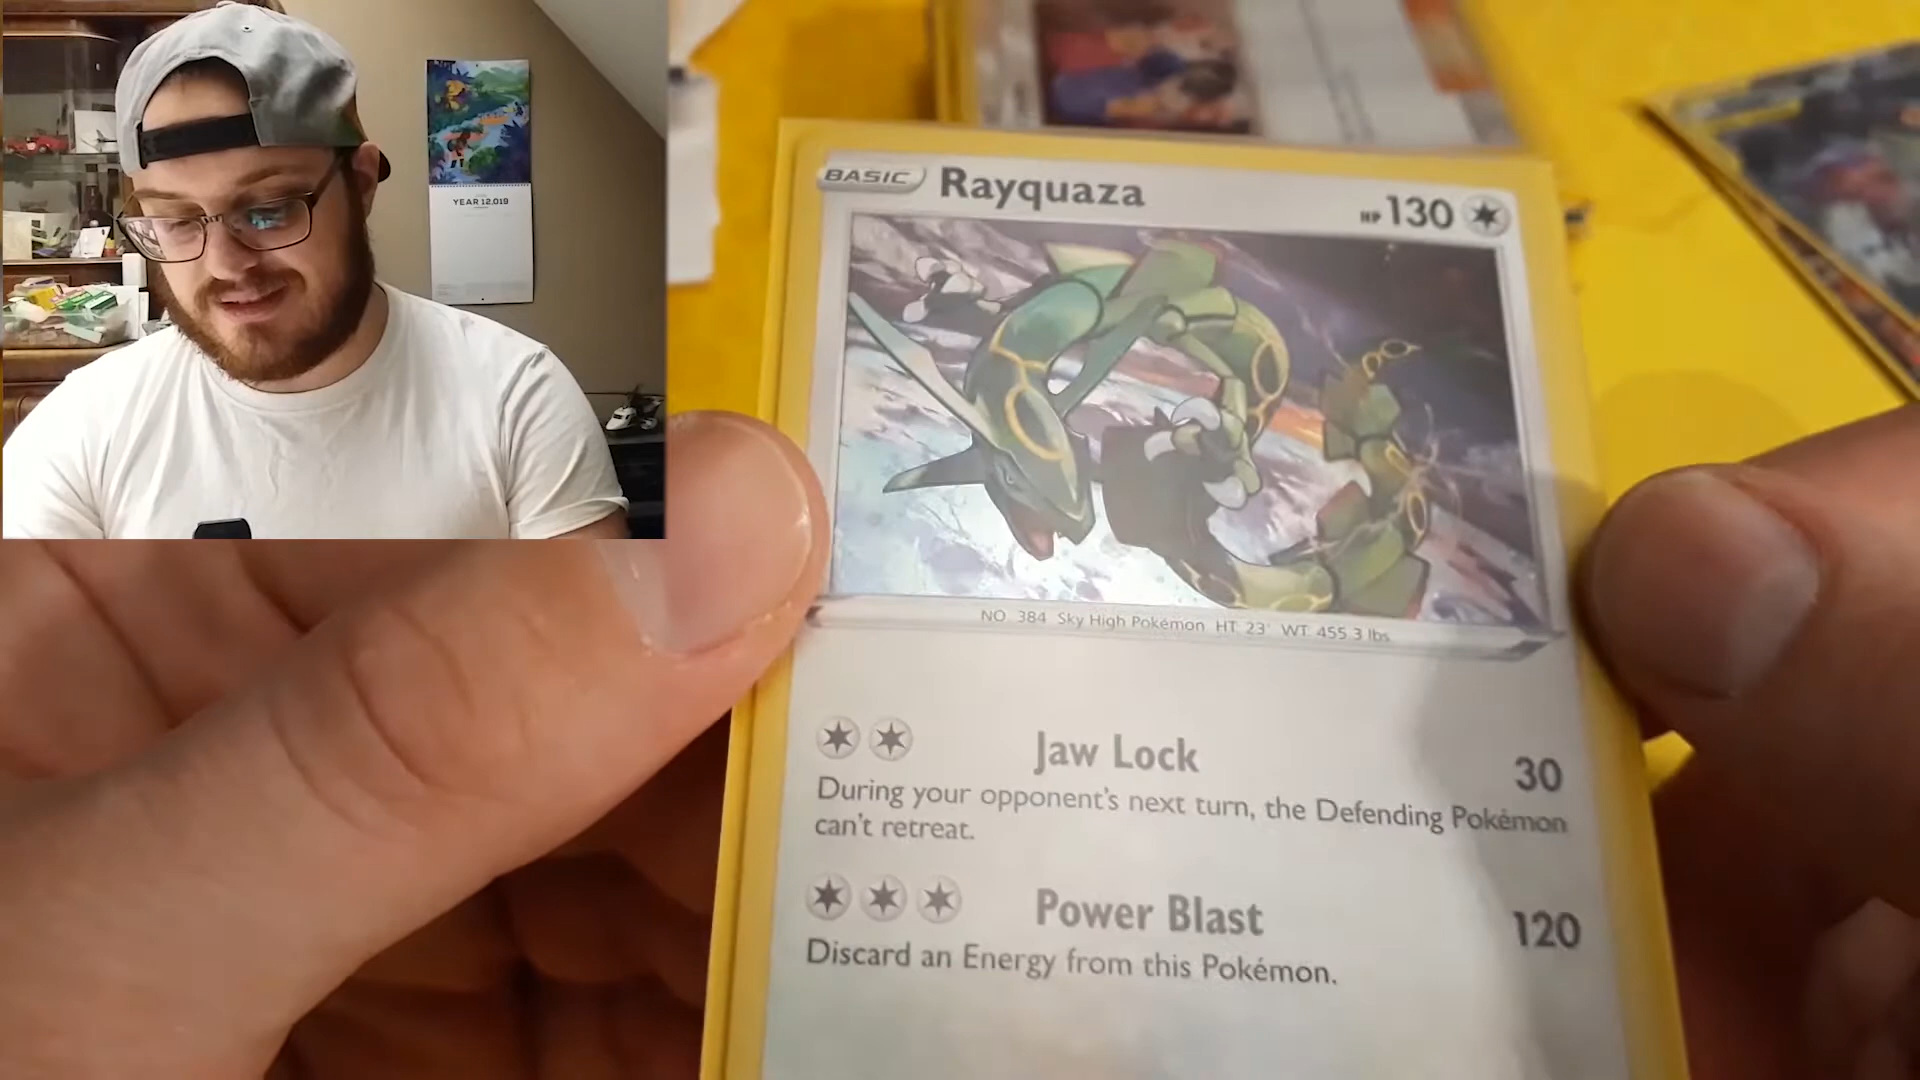 YEAR 12,019
BASIC Rayquaza HP 130
NO. 384 Sky High Pokémon HT 23' WT 455.3 lbs.
Jaw Lock 30
During your opponent's next turn, the Defending Pokémon
can't retreat.
Power Blast 120
Discard an Energy from this Pokémon.